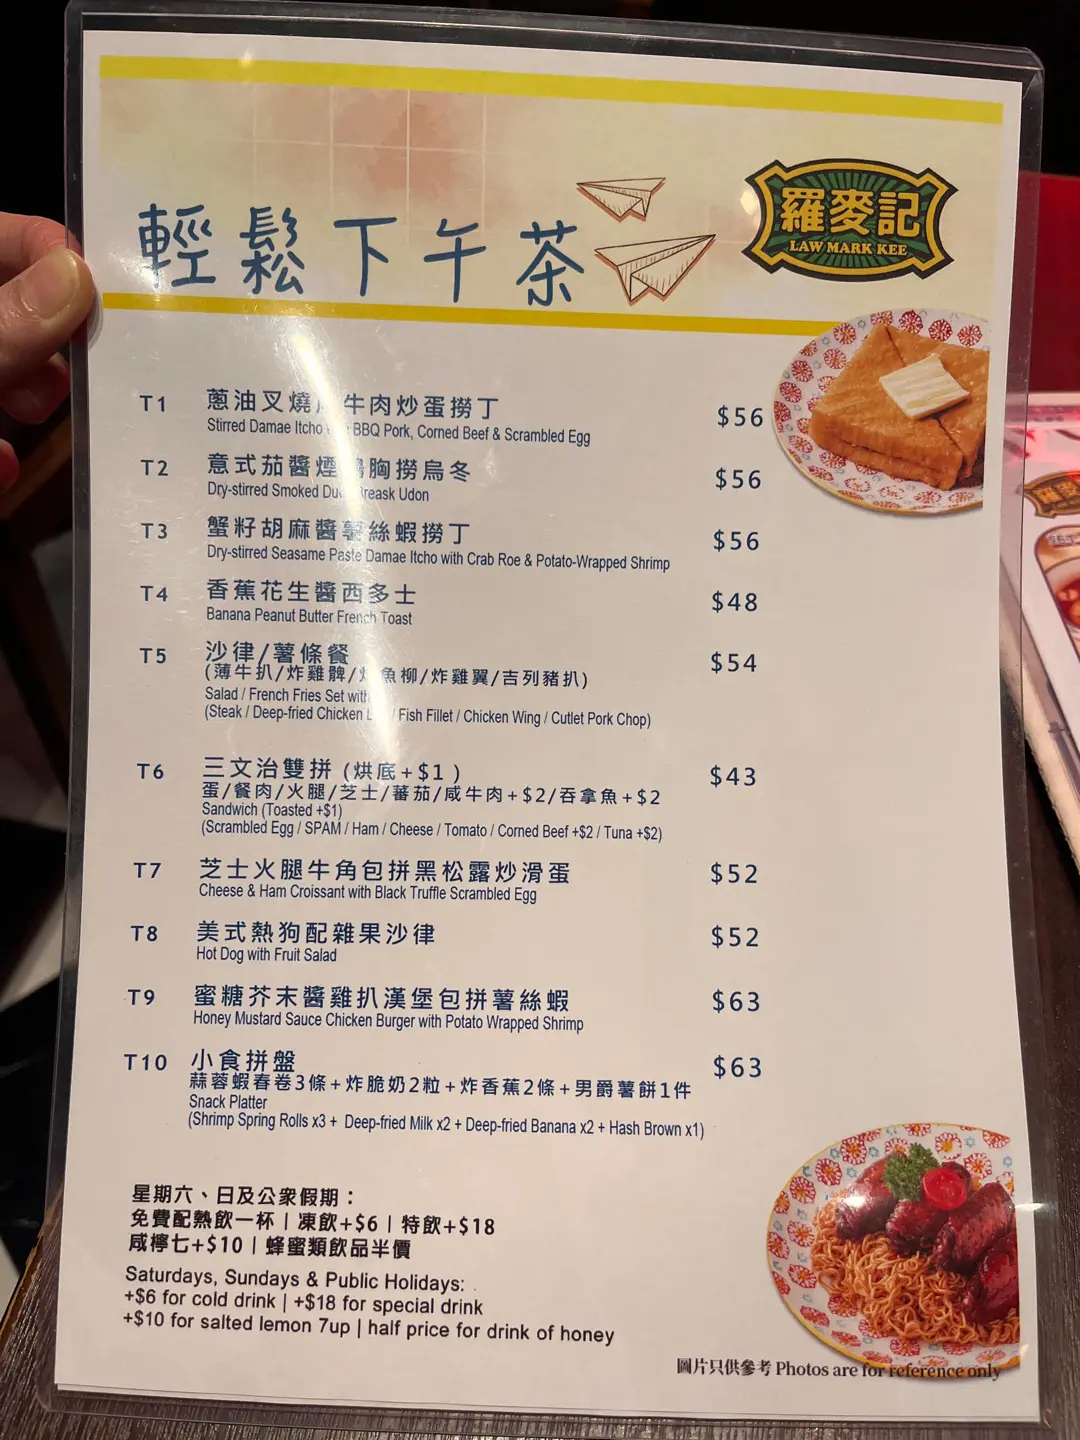 輕鬆下午茶
羅麥記
LAW MARK KEE
T1 蔥油叉燒 牛肉炒蛋撈丁 $56
Stirred Damae Itcho BBQ Pork, Corned Beef & Scrambled Egg
T2 意式茄醬煙 胸撈烏冬 $56
Dry-stirred Smoked Breask Udon
T3 蟹籽胡麻醬薯絲蝦撈丁 $56
Dry-stirred Seasame Paste Damae Itcho with Crab Roe & Potato-Wrapped Shrimp
T4 香蕉花生醬西多士 $48
Banana Peanut Butter French Toast
T5 沙律/薯條餐 $54
(薄牛扒/炸雞髀/ 魚柳/炸雞翼/吉列豬扒)
Salad / French Fries Set with
(Steak / Deep-fried Chicken / Fish Fillet / Chicken Wing / Cutlet Pork Chop)
T6 三文治雙拼 (烘底+$1) $43
蛋/餐肉/火腿/芝士/蕃茄/咸牛肉+$2/吞拿魚+$2
Sandwich (Toasted +$1)
(Scrambled Egg / SPAM / Ham / Cheese / Tomato / Corned Beef +$2 / Tuna +$2)
T7 芝士火腿牛角包拼黑松露炒滑蛋 $52
Cheese & Ham Croissant with Black Truffle Scrambled Egg
T8 美式熱狗配雜果沙律 $52
Hot Dog with Fruit Salad
T9 蜜糖芥末醬雞扒漢堡包拼薯絲蝦 $63
Honey Mustard Sauce Chicken Burger with Potato Wrapped Shrimp
T10 小食拼盤 $63
蒜蓉蝦春卷3條+炸脆奶2粒+炸香蕉2條+男爵薯餅1件
Snack Platter
(Shrimp Spring Rolls x3 + Deep-fried Milk x2 + Deep-fried Banana x2 + Hash Brown x1)
星期六、日及公眾假期：
免費配熱飲一杯 | 凍飲+$6 | 特飲+$18
咸檸七+$10 | 蜂蜜類飲品半價
Saturdays, Sundays & Public Holidays:
+$6 for cold drink | +$18 for special drink
+$10 for salted lemon 7up | half price for drink of honey
圖片只供參考 Photos are for reference only